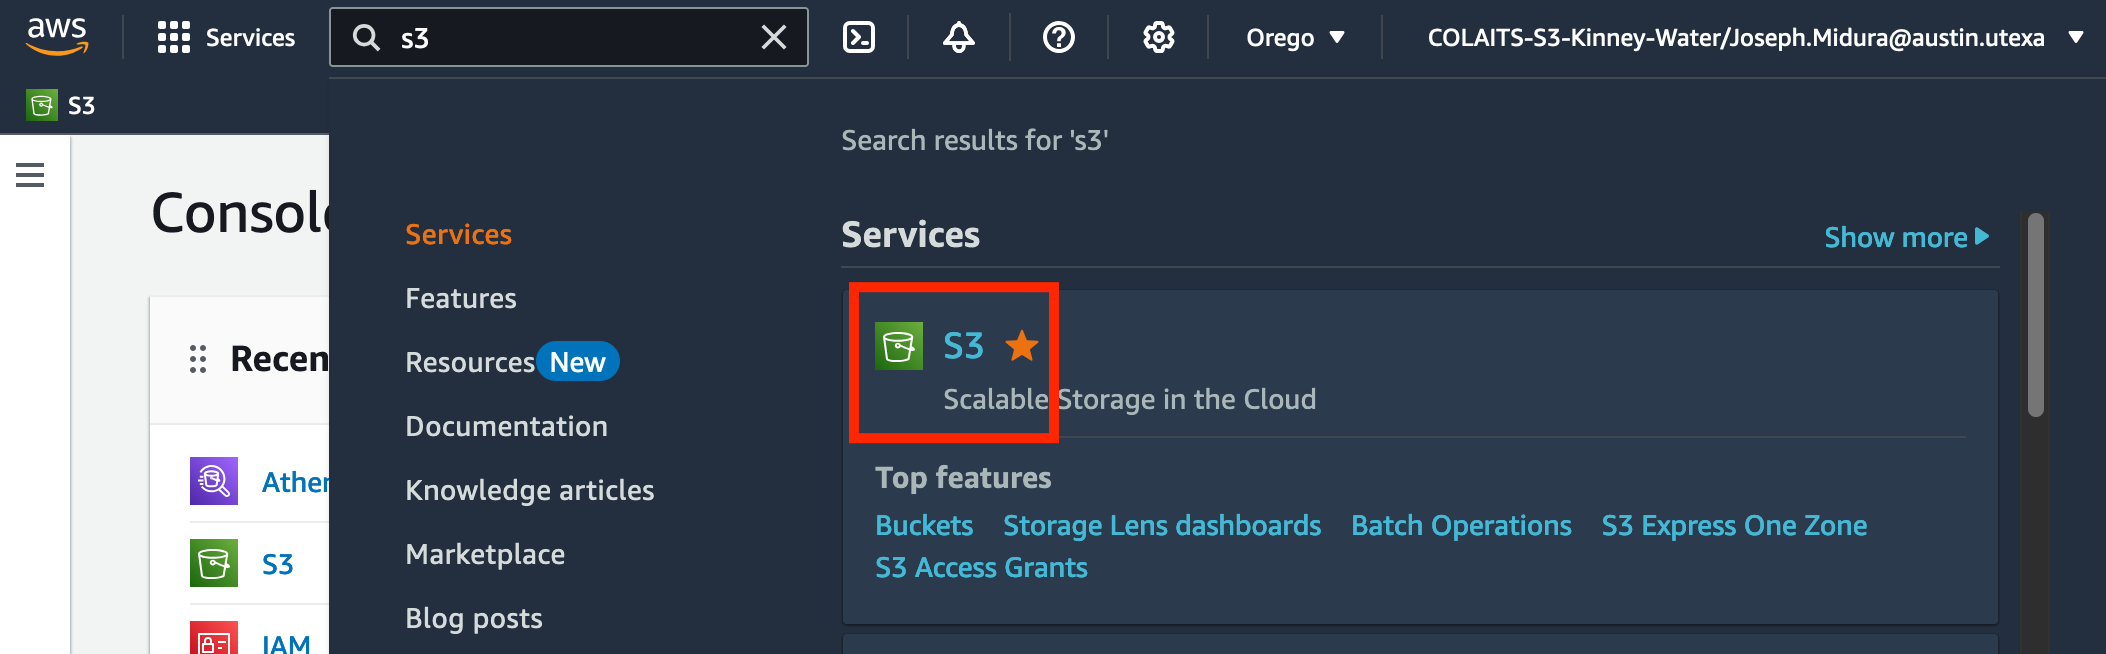 aws
Services
s3
Orego
COLAITS-S3-Kinney-Water/Joseph.Midura@austin.utexa
S3
Search results for 's3'
Consol
Services
Features
Resources New
Documentation
Knowledge articles
Marketplace
Blog posts
Recen
Ather
S3
IAM
Services
Show more
S3
Scalable Storage in the Cloud
Top features
Buckets Storage Lens dashboards Batch Operations S3 Express One Zone
S3 Access Grants